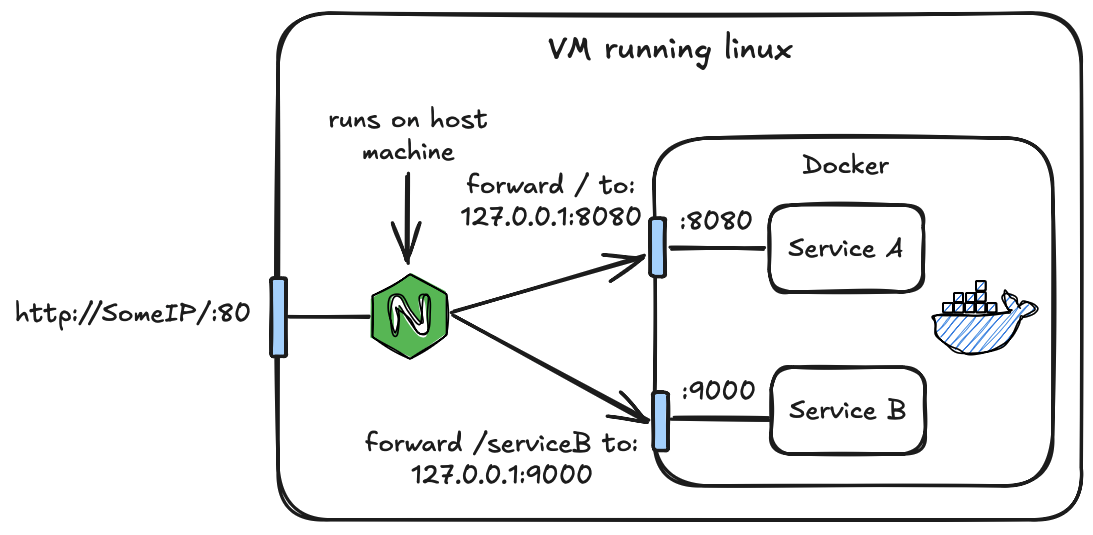 VM running linux
runs on host
machine
Docker
forward / to:
127.0.0.1:8080
:8080
Service A
http://SomeIP/:80
N
:9000
Service B
forward /serviceB to:
127.0.0.1:9000